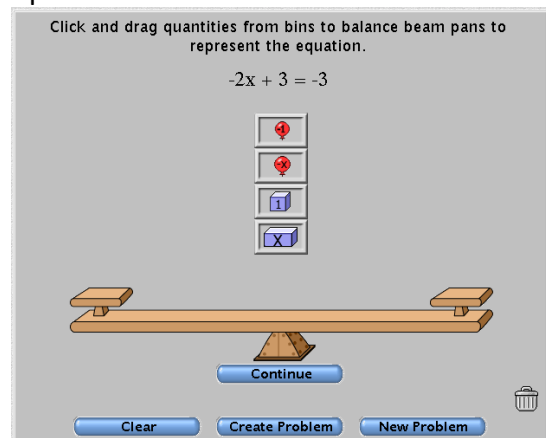 Click and drag quantities from bins to balance beam pans to
represent the equation.
-2x + 3 = -3
-1
-x
1
X
Continue
Clear
Create Problem
New Problem